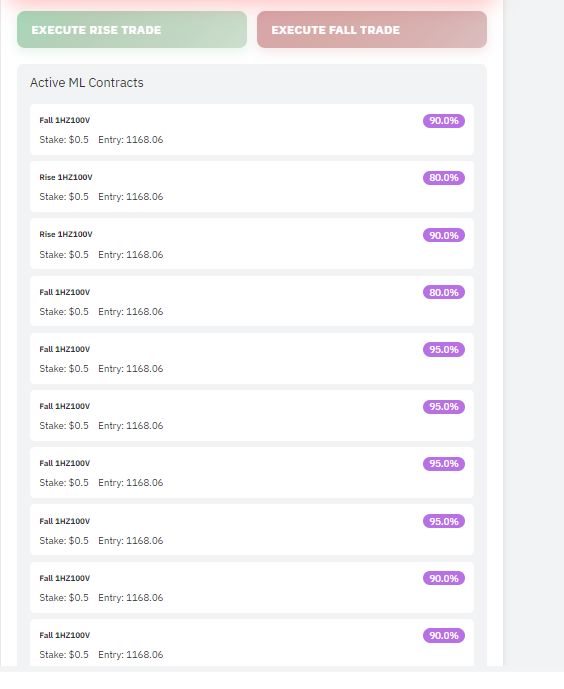 EXECUTE RISE TRADE
EXECUTE FALL TRADE
Active ML Contracts
Fall 1HZ100V
90.0%
Stake: $0.5 Entry: 1168.06
Rise 1HZ100V
80.0%
Stake: $0.5 Entry: 1168.06
Rise 1HZ100V
90.0%
Stake: $0.5 Entry: 1168.06
Fall 1HZ100V
80.0%
Stake: $0.5 Entry: 1168.06
Fall 1HZ100V
95.0%
Stake: $0.5 Entry: 1168.06
Fall 1HZ100V
95.0%
Stake: $0.5 Entry: 1168.06
Fall 1HZ100V
95.0%
Stake: $0.5 Entry: 1168.06
Fall 1HZ100V
95.0%
Stake: $0.5 Entry: 1168.06
Fall 1HZ100V
90.0%
Stake: $0.5 Entry: 1168.06
Fall 1HZ100V
90.0%
Stake: $0.5 Entry: 1168.06